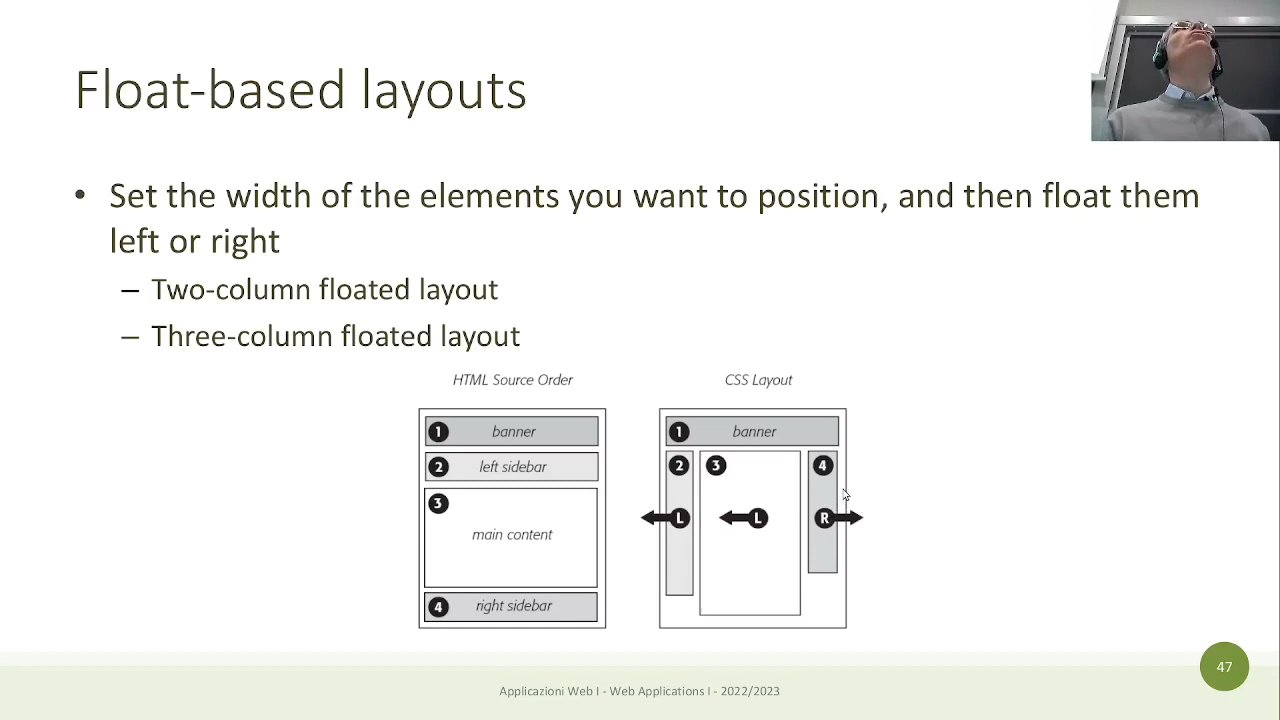 Float-based layouts
• Set the width of the elements you want to position, and then float them
left or right
– Two-column floated layout
– Three-column floated layout
HTML Source Order
1 banner
2 left sidebar
3
main content
4 right sidebar
CSS Layout
1 banner
2 3 4
L L R
47
Applicazioni Web I - Web Applications I - 2022/2023